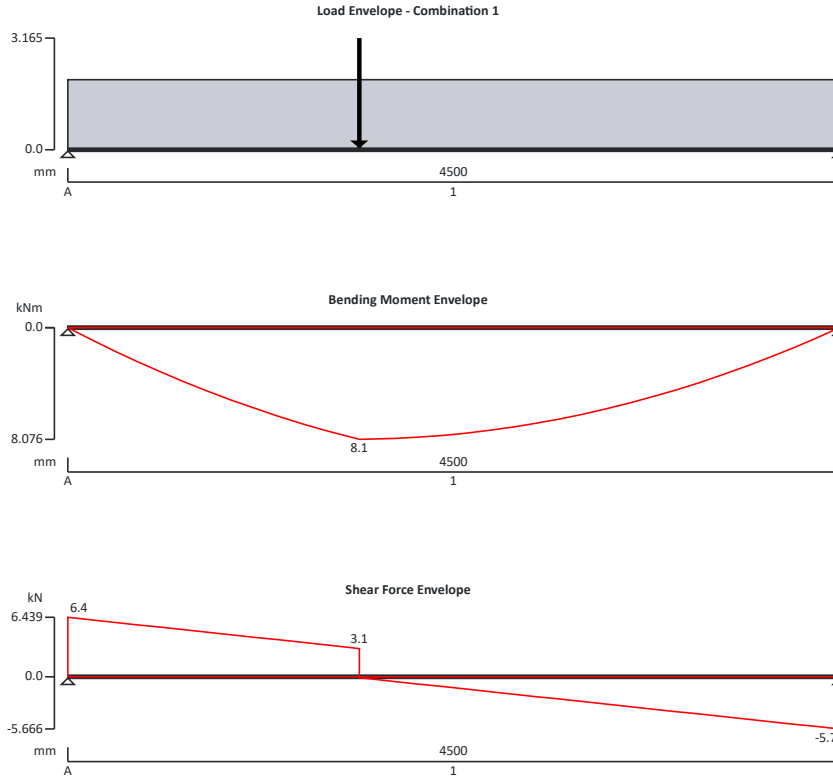 Load Envelope - Combination 1
3.165
0.0
mm
4500
A
1
Bending Moment Envelope
kNm
0.0
8.076
8.1
mm
4500
A
1
Shear Force Envelope
kN
6.439
6.4
3.1
0.0
-5.666
-5.7
mm
4500
A
1